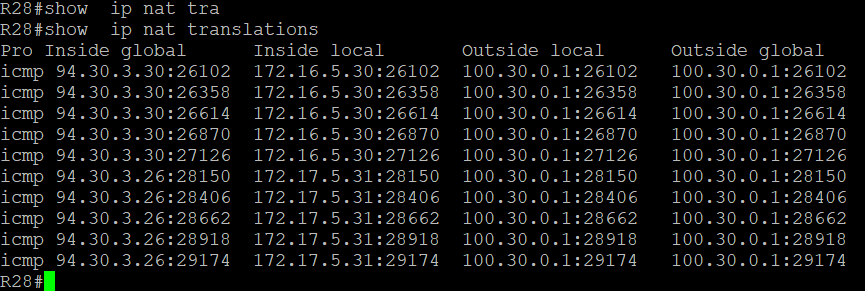 R28#show  ip nat tra
R28#show  ip nat translations
Pro Inside global      Inside local       Outside local      Outside global
icmp 94.30.3.30:26102  172.16.5.30:26102  100.30.0.1:26102   100.30.0.1:26102
icmp 94.30.3.30:26358  172.16.5.30:26358  100.30.0.1:26358   100.30.0.1:26358
icmp 94.30.3.30:26614  172.16.5.30:26614  100.30.0.1:26614   100.30.0.1:26614
icmp 94.30.3.30:26870  172.16.5.30:26870  100.30.0.1:26870   100.30.0.1:26870
icmp 94.30.3.30:27126  172.16.5.30:27126  100.30.0.1:27126   100.30.0.1:27126
icmp 94.30.3.26:28150  172.17.5.31:28150  100.30.0.1:28150   100.30.0.1:28150
icmp 94.30.3.26:28406  172.17.5.31:28406  100.30.0.1:28406   100.30.0.1:28406
icmp 94.30.3.26:28662  172.17.5.31:28662  100.30.0.1:28662   100.30.0.1:28662
icmp 94.30.3.26:28918  172.17.5.31:28918  100.30.0.1:28918   100.30.0.1:28918
icmp 94.30.3.26:29174  172.17.5.31:29174  100.30.0.1:29174   100.30.0.1:29174
R28#